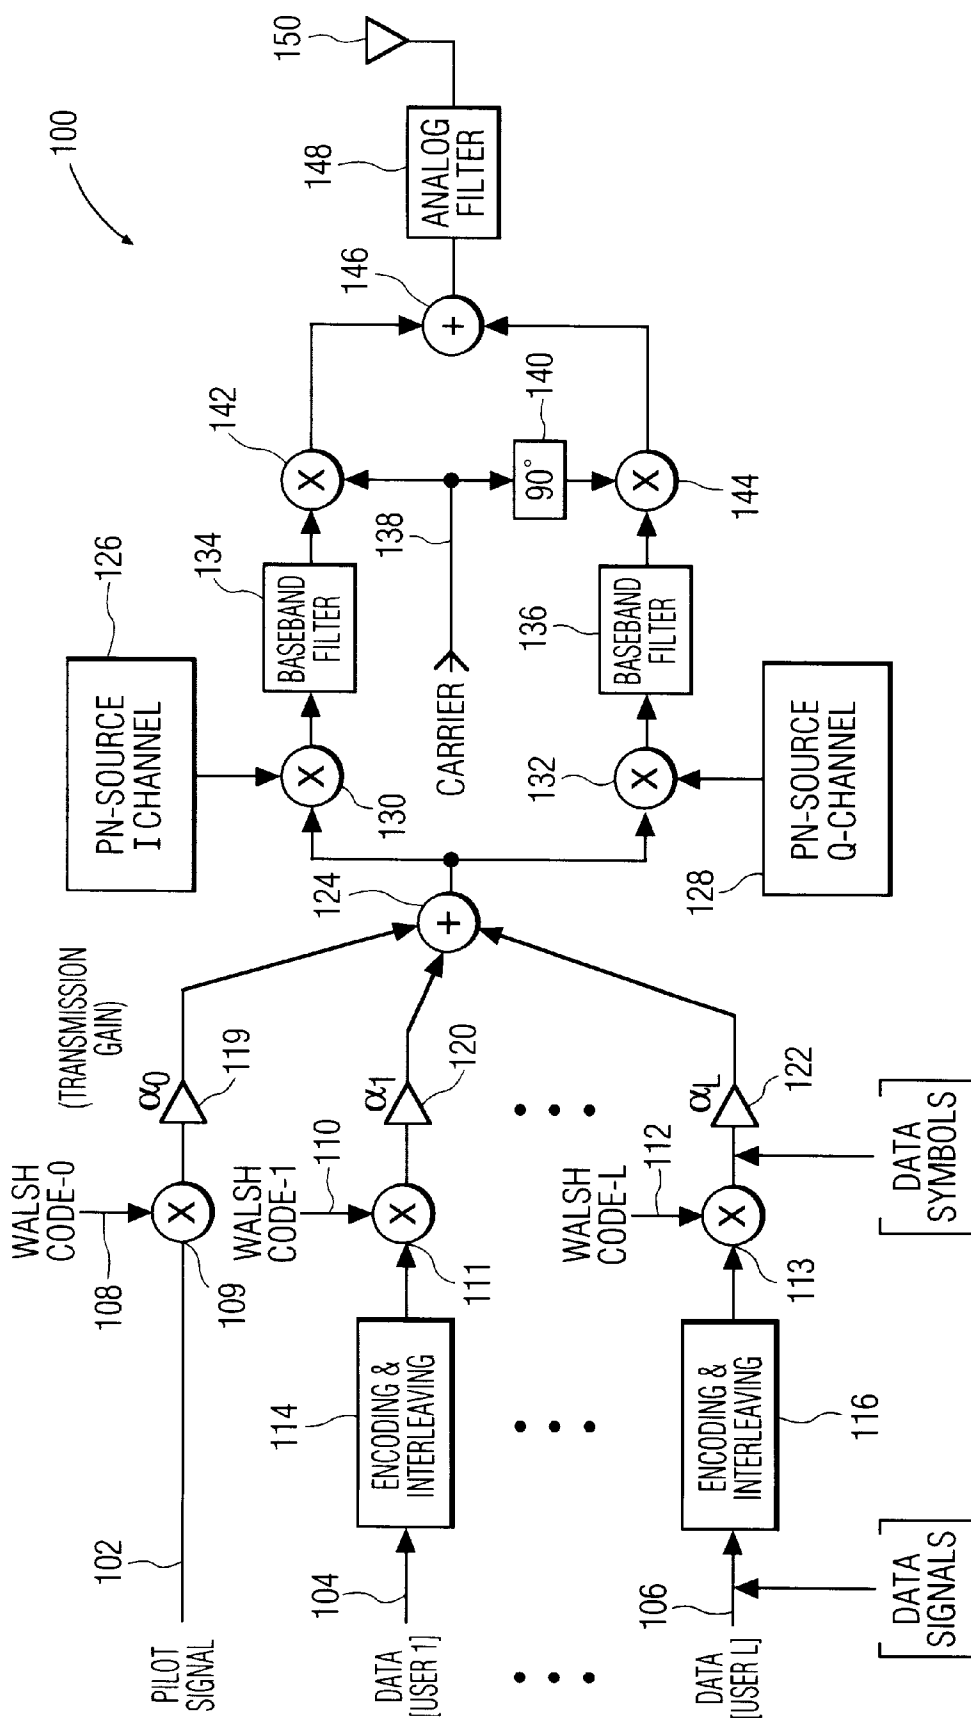 100
PILOT
SIGNAL
102
WALSH
CODE-0
108
109
α0
(TRANSMISSION
GAIN)
119
DATA
[USER 1]
104
ENCODING &
INTERLEAVING
114
WALSH
CODE-1
110
111
α1
120
DATA
[USER L]
106
ENCODING &
INTERLEAVING
116
WALSH
CODE-L
112
113
αL
122
[DATA
SIGNALS]
[DATA
SYMBOLS]
+
124
PN-SOURCE
I CHANNEL
126
X
130
BASEBAND
FILTER
134
X
142
CARRIER
138
90°
140
PN-SOURCE
Q-CHANNEL
128
X
132
BASEBAND
FILTER
136
X
144
+
146
ANALOG
FILTER
148
150
X
X
X